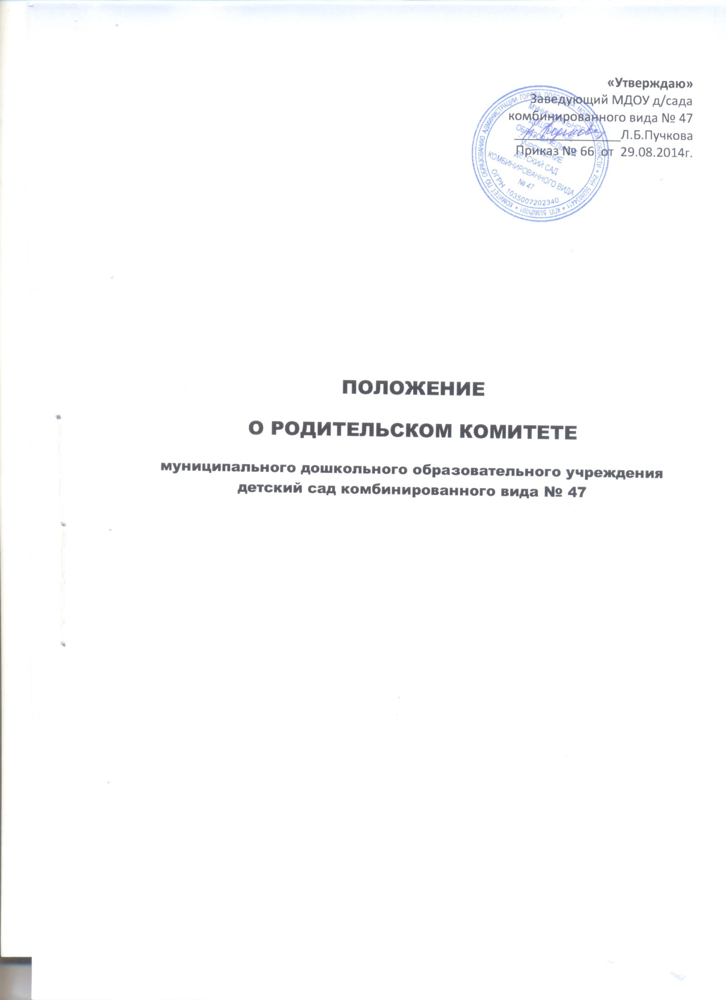 «Утверждаю»
Заведующий МДОУ д/сада
комбинированного вида № 47
Л.Б.Пучкова
Приказ № 66 от 29.08.2014г.
КОМИТЕТ ПО ОБРАЗОВАНИЮ АДМИНИСТРАЦИИ ГОРОДА ПОДОЛЬСКА МОСКОВСКОЙ ОБЛАСТИ * ИНН 5036034411 * КПП 503601001 *
МУНИЦИПАЛЬНОЕ
ДОШКОЛЬНОЕ
ОБРАЗОВАТЕЛЬНОЕ
УЧРЕЖДЕНИЕ
ДЕТСКИЙ САД
КОМБИНИРОВАННОГО ВИДА
№ 47
ОГРН 1035007202340
ПОЛОЖЕНИЕ
О РОДИТЕЛЬСКОМ КОМИТЕТЕ
муниципального дошкольного образовательного учреждения
детский сад комбинированного вида № 47